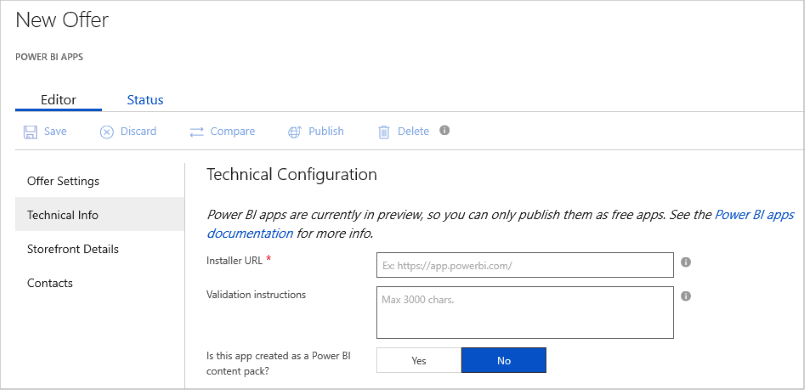 New Offer
POWER BI APPS
Editor Status
Save Discard Compare Publish Delete
Offer Settings
Technical Info
Storefront Details
Contacts
Technical Configuration
Power BI apps are currently in preview, so you can only publish them as free apps. See the Power BI apps
documentation for more info.
Installer URL *
Ex: https://app.powerbi.com/
Validation instructions
Max 3000 chars.
Is this app created as a Power BI
content pack?
Yes No